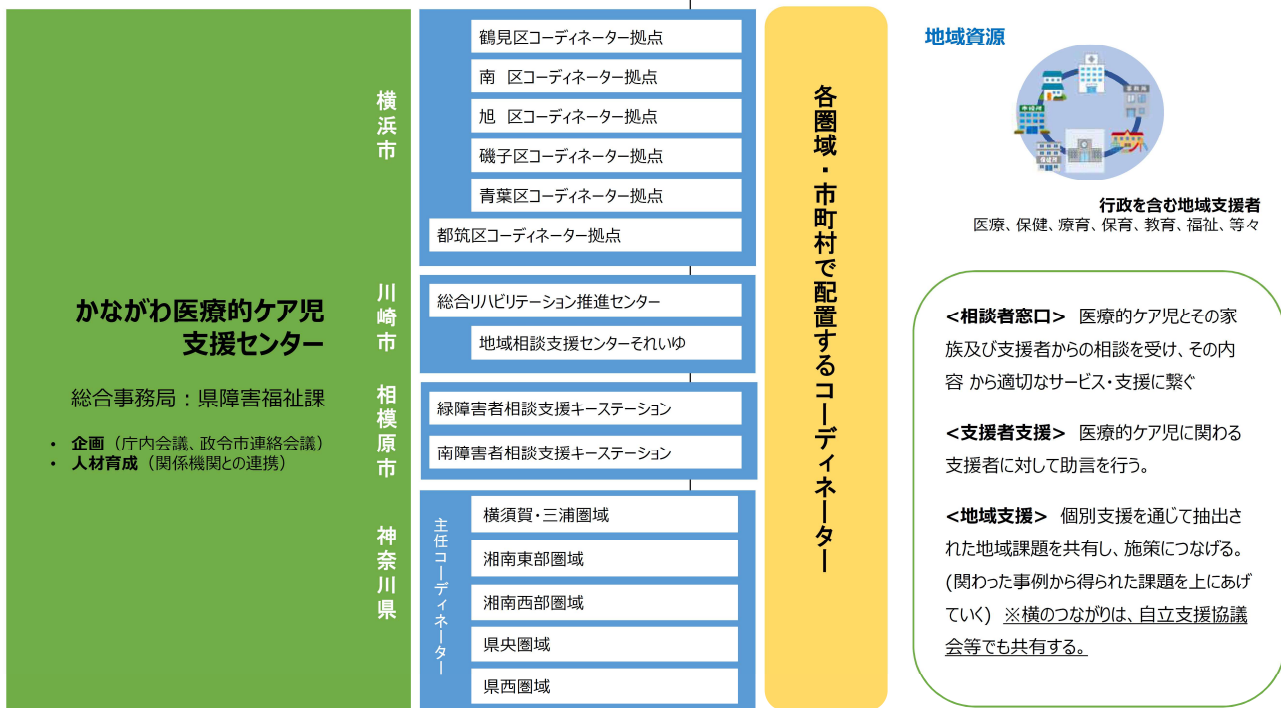 かながわ医療的ケア児
支援センター
総合事務局：県障害福祉課
• 企画（庁内会議、政令市連絡会議）
• 人材育成（関係機関との連携）
横浜市
鶴見区コーディネーター拠点
南　区コーディネーター拠点
旭　区コーディネーター拠点
磯子区コーディネーター拠点
青葉区コーディネーター拠点
都筑区コーディネーター拠点
川崎市
総合リハビリテーション推進センター
地域相談支援センターそれいゆ
相模原市
緑障害者相談支援キーステーション
南障害者相談支援キーステーション
神奈川県
主任コーディネーター
横須賀・三浦圏域
湘南東部圏域
湘南西部圏域
県央圏域
県西圏域
各圏域・市町村で配置するコーディネーター
地域資源
市役所
保健所
行政を含む地域支援者
医療、保健、療育、保育、教育、福祉、等々
<相談者窓口>　医療的ケア児とその家
族及び支援者からの相談を受け、その内
容 から適切なサービス・支援に繋ぐ
<支援者支援>　医療的ケア児に関わる
支援者に対して助言を行う。
<地域支援>　個別支援を通じて抽出さ
れた地域課題を共有し、施策につなげる。
(関わった事例から得られた課題を上にあげ
ていく) ※横のつながりは、自立支援協議
会等でも共有する。